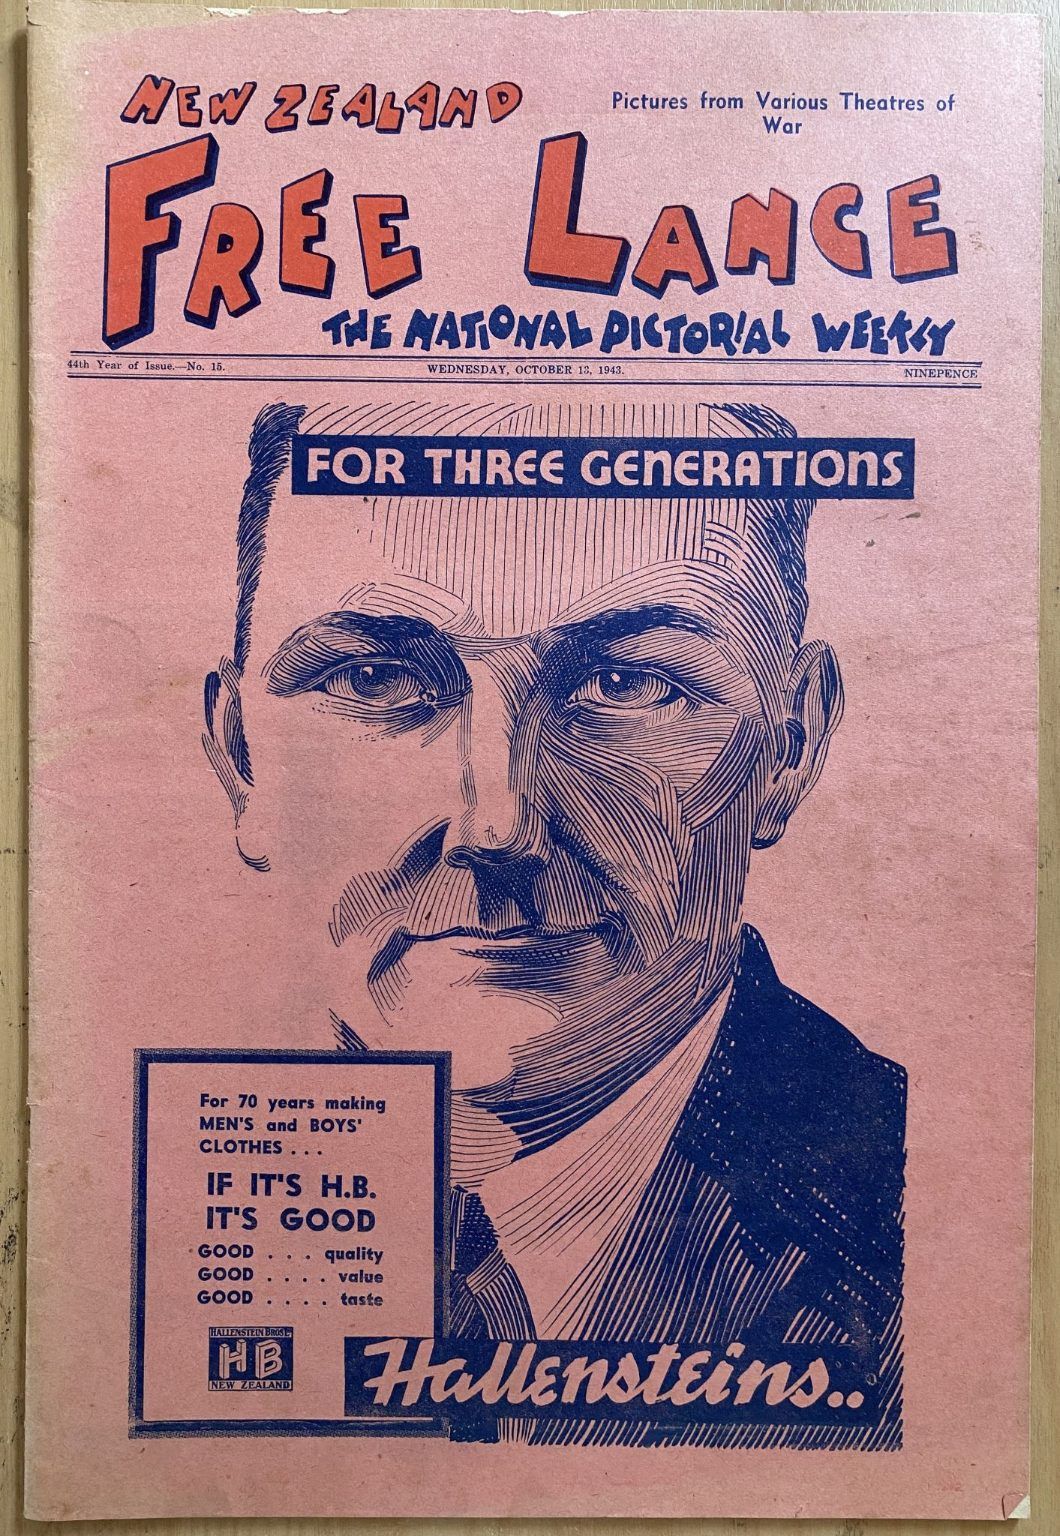 NEW ZEALAND
Pictures from Various Theatres of
War
FREE LANCE
THE NATIONAL PICTORIAL WEEKLY
44th Year of Issue.—No. 15.
WEDNESDAY, OCTOBER 13, 1943.
NINEPENCE
FOR THREE GENERATIONS
For 70 years making
MEN'S and BOYS'
CLOTHES . . .
IF IT'S H.B.
IT'S GOOD
GOOD . . . quality
GOOD . . . . value
GOOD . . . . taste
HALLENSTEIN BROS LTD
HB
NEW ZEALAND
Hallensteins..